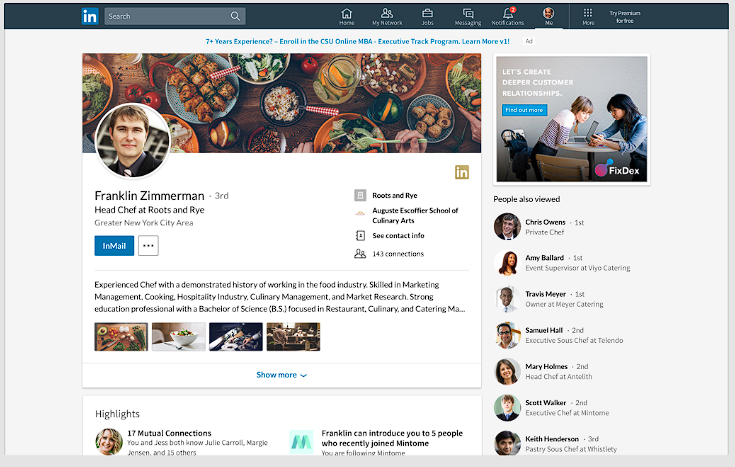 in
Search
Home
My Network
Jobs
Messaging
2
Notifications
Me
More
Try Premium
for free
7+ Years Experience? – Enroll in the CSU Online MBA - Executive Track Program. Learn More v1!
Ad
in
Franklin Zimmerman · 3rd
Head Chef at Roots and Rye
Greater New York City Area
InMail
Roots and Rye
Auguste Escoffier School of
Culinary Arts
See contact info
143 connections
Experienced Chef with a demonstrated history of working in the food industry. Skilled in Marketing
Management, Cooking, Hospitality Industry, Culinary Management, and Market Research. Strong
education professional with a Bachelor of Science (B.S.) focused in Restaurant, Culinary, and Catering Ma...
Show more
Highlights
17 Mutual Connections
You and Jess both know Julie Carroll, Margie
Jensen, and 15 others
Franklin can introduce you to 5 people
who recently joined Mintome
You are following Mintome
LET'S CREATE
DEEPER CUSTOMER
RELATIONSHIPS.
Find out more
FixDex
People also viewed
Chris Owens · 1st
Private Chef
Amy Ballard · 1st
Event Supervisor at Viyo Catering
Travis Meyer · 1st
Owner at Meyer Catering
Samuel Hall · 2nd
Executive Sous Chef at Telendo
Mary Holmes · 2nd
Head Chef at Antelith
Scott Walker · 2nd
Executive Chef at Mintome
Keith Henderson · 3rd
Pastry Sous Chef at Whistley